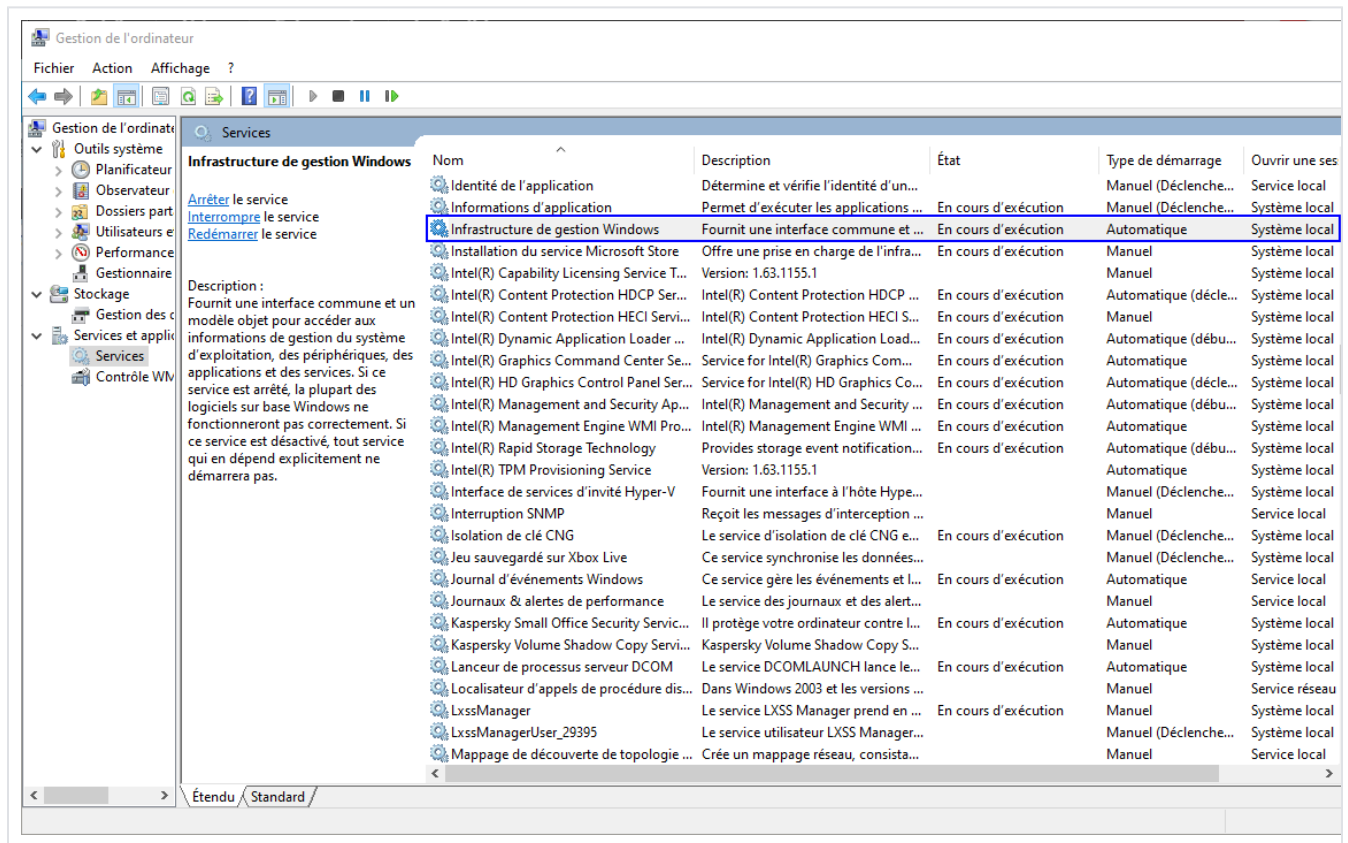 Gestion de l'ordinateur
Fichier Action Affichage ?
Gestion de l'ordinate
Outils système
Planificateur
Observateur
Dossiers part
Utilisateurs e
Performance
Gestionnaire
Stockage
Gestion des c
Services et applic
Services
Contrôle WM
Services
Infrastructure de gestion Windows
Arrêter le service
Interrompre le service
Redémarrer le service
Description :
Fournit une interface commune et un
modèle objet pour accéder aux
informations de gestion du système
d'exploitation, des périphériques, des
applications et des services. Si ce
service est arrêté, la plupart des
logiciels sur base Windows ne
fonctionneront pas correctement. Si
ce service est désactivé, tout service
qui en dépend explicitement ne
démarrera pas.
Nom Description État Type de démarrage Ouvrir une ses
Identité de l'application Détermine et vérifie l'identité d'un... Manuel (Déclenche... Service local
Informations d'application Permet d'exécuter les applications ... En cours d'exécution Manuel (Déclenche... Système local
Infrastructure de gestion Windows Fournit une interface commune et ... En cours d'exécution Automatique Système local
Installation du service Microsoft Store Offre une prise en charge de l'infra... En cours d'exécution Manuel Système local
Intel(R) Capability Licensing Service T... Version: 1.63.1155.1 Manuel Système local
Intel(R) Content Protection HDCP Ser... Intel(R) Content Protection HDCP ... En cours d'exécution Automatique (décle... Système local
Intel(R) Content Protection HECI Servi... Intel(R) Content Protection HECI S... En cours d'exécution Manuel Système local
Intel(R) Dynamic Application Loader ... Intel(R) Dynamic Application Load... En cours d'exécution Automatique (débu... Système local
Intel(R) Graphics Command Center Se... Service for Intel(R) Graphics Com... En cours d'exécution Automatique Système local
Intel(R) HD Graphics Control Panel Ser... Service for Intel(R) HD Graphics Co... En cours d'exécution Automatique (décle... Système local
Intel(R) Management and Security Ap... Intel(R) Management and Security ... En cours d'exécution Automatique (débu... Système local
Intel(R) Management Engine WMI Pro... Intel(R) Management Engine WMI ... En cours d'exécution Automatique Système local
Intel(R) Rapid Storage Technology Provides storage event notification... En cours d'exécution Automatique (débu... Système local
Intel(R) TPM Provisioning Service Version: 1.63.1155.1 Automatique Système local
Interface de services d'invité Hyper-V Fournit une interface à l'hôte Hype... Manuel (Déclenche... Système local
Interruption SNMP Reçoit les messages d'interception ... Manuel Service local
Isolation de clé CNG Le service d'isolation de clé CNG e... En cours d'exécution Manuel (Déclenche... Système local
Jeu sauvegardé sur Xbox Live Ce service synchronise les données... Manuel (Déclenche... Système local
Journal d'événements Windows Ce service gère les événements et l... En cours d'exécution Automatique Service local
Journaux & alertes de performance Le service des journaux et des alert... Manuel Service local
Kaspersky Small Office Security Servic... Il protège votre ordinateur contre l... En cours d'exécution Automatique Système local
Kaspersky Volume Shadow Copy Servi... Kaspersky Volume Shadow Copy S... Manuel Système local
Lanceur de processus serveur DCOM Le service DCOMLAUNCH lance le... En cours d'exécution Automatique Système local
Localisateur d'appels de procédure dis... Dans Windows 2003 et les versions ... Manuel Service réseau
LxssManager Le service LXSS Manager prend en ... En cours d'exécution Manuel Système local
LxssManagerUser_29395 Le service utilisateur LXSS Manager... Manuel (Déclenche... Système local
Mappage de découverte de topologie ... Crée un mappage réseau, consista... Manuel Service local
Étendu Standard